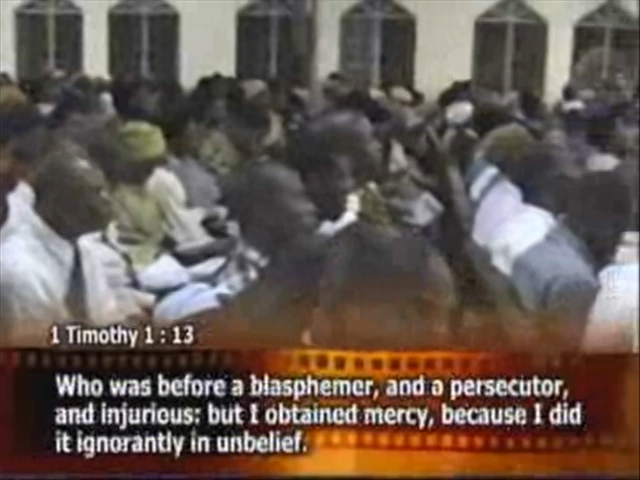 1 Timothy 1 : 13
Who was before a blasphemer, and a persecutor,
and injurious: but I obtained mercy, because I did
it ignorantly in unbelief.